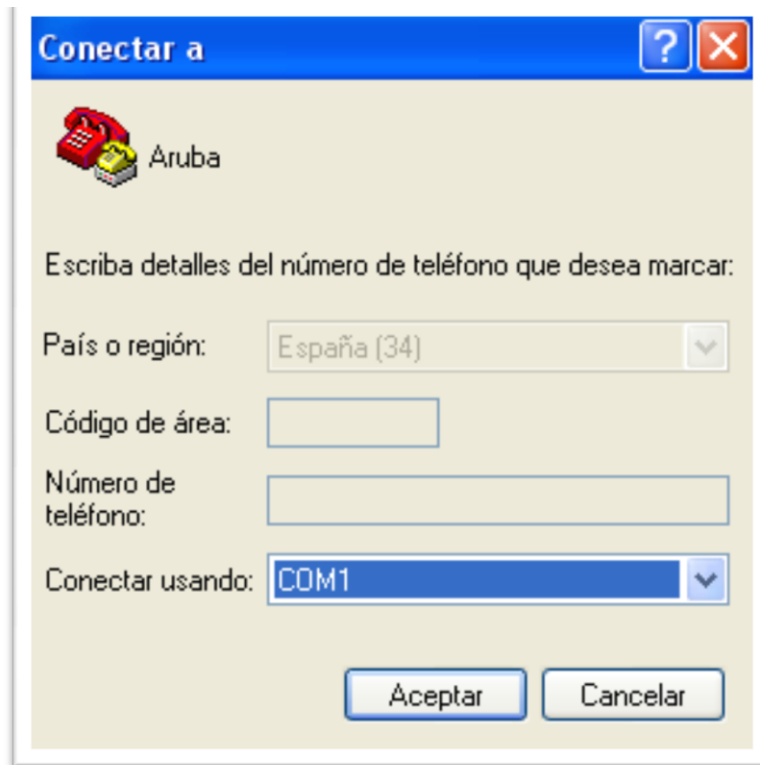 Conectar a
Aruba
Escriba detalles del número de teléfono que desea marcar:
País o región: España (34)
Código de área:
Número de
teléfono:
Conectar usando: COM1
Aceptar Cancelar